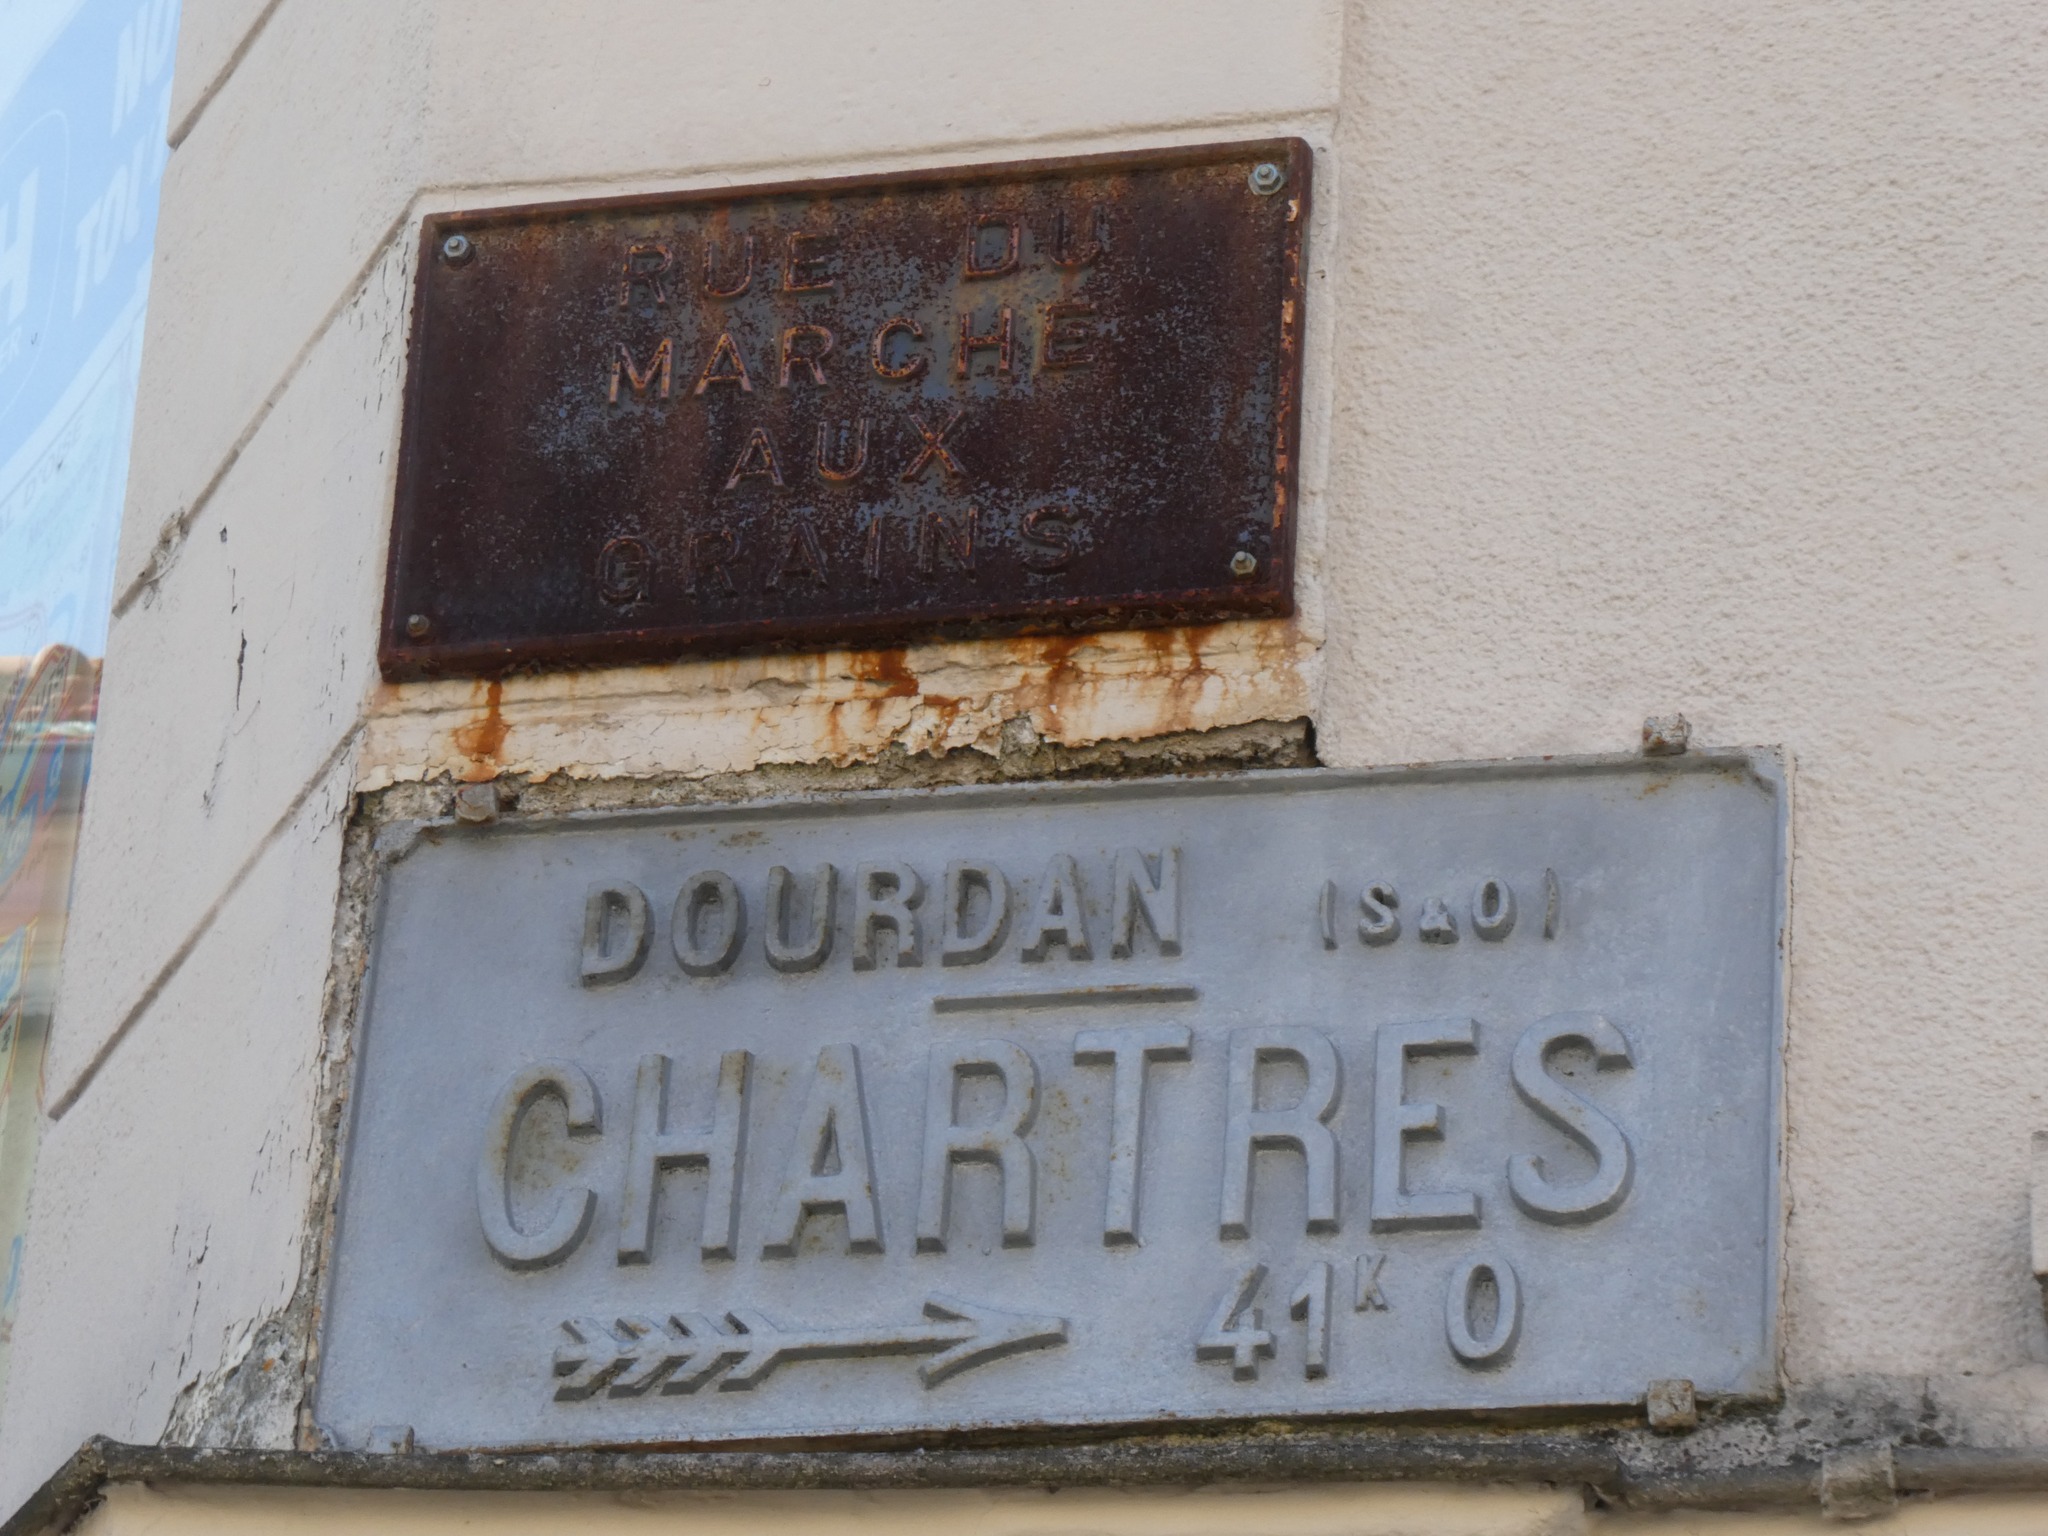 RUE DU
MARCHE
AUX
GRAINS
DOURDAN (S&O)
CHARTRES
41K 0